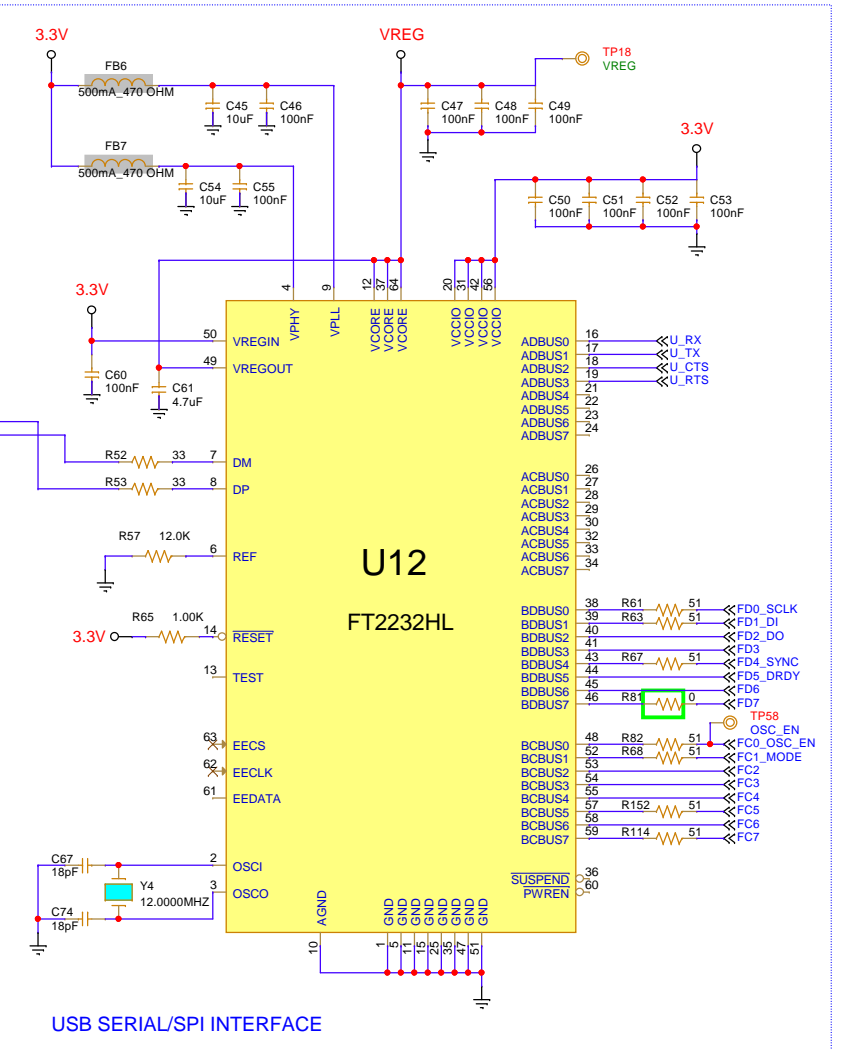 3.3V
VREG
FB6
500mA_470 OHM
C45
10uF
C46
100nF
C47
100nF
C48
100nF
C49
100nF
TP18
VREG
3.3V
FB7
500mA_470 OHM
C54
10uF
C55
100nF
C50
100nF
C51
100nF
C52
100nF
C53
100nF
3.3V
C60
100nF
C61
4.7uF
4
9
12
37
64
20
31
42
56
VPHY
VPLL
VCORE
VCORE
VCORE
VCCIO
VCCIO
VCCIO
VCCIO
50 VREGIN
49 VREGOUT
R52 33 7 DM
R53 33 8 DP
R57 12.0K 6 REF
R65 1.00K
3.3V 14 RESET
13 TEST
63 EECS
62 EECLK
61 EEDATA
C67
18pF
2 OSCI
Y4
12.0000MHZ
3 OSCO
C74
18pF
U12
FT2232HL
ADBUS0 16 U_RX
ADBUS1 17 U_TX
ADBUS2 18 U_CTS
ADBUS3 19 U_RTS
ADBUS4 21
ADBUS5 22
ADBUS6 23
ADBUS7 24
ACBUS0 26
ACBUS1 27
ACBUS2 28
ACBUS3 29
ACBUS4 30
ACBUS5 32
ACBUS6 33
ACBUS7 34
BDBUS0 38 R61 51 FD0_SCLK
BDBUS1 39 R63 51 FD1_DI
BDBUS2 40 FD2_DO
BDBUS3 41 FD3
BDBUS4 43 R67 51 FD4_SYNC
BDBUS5 44 FD5_DRDY
BDBUS6 45 FD6
BDBUS7 46 R81 0 FD7
TP58
OSC_EN
BCBUS0 48 R82 51 FC0_OSC_EN
BCBUS1 52 R68 51 FC1_MODE
BCBUS2 53 FC2
BCBUS3 54 FC3
BCBUS4 55 FC4
BCBUS5 57 R152 51 FC5
BCBUS6 58 FC6
BCBUS7 59 R114 51 FC7
SUSPEND 36
PWREN 60
AGND
GND
GND
GND
GND
GND
GND
GND
GND
10
1
5
11
15
25
35
47
51
USB SERIAL/SPI INTERFACE